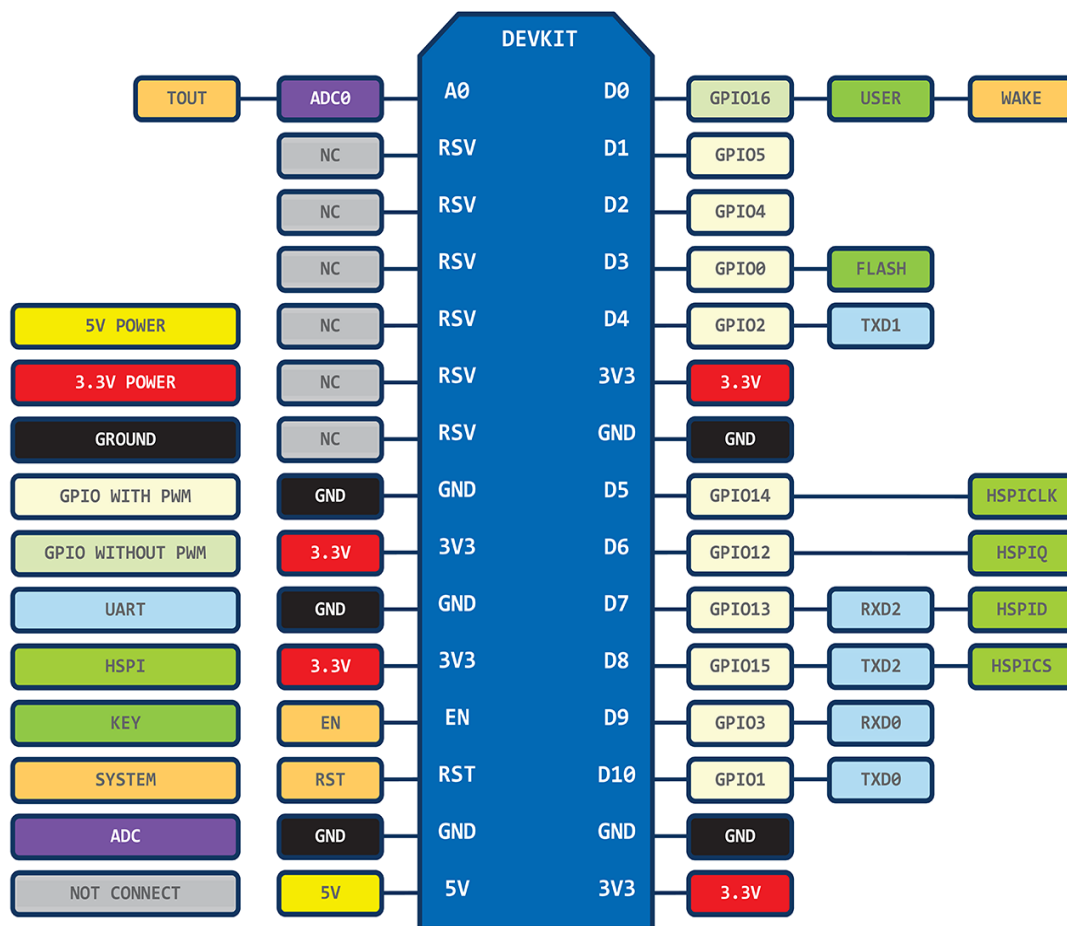 DEVKIT
TOUT ADC0 A0 D0 GPIO16 USER WAKE
NC RSV D1 GPIO5
NC RSV D2 GPIO4
NC RSV D3 GPIO0 FLASH
5V POWER NC RSV D4 GPIO2 TXD1
3.3V POWER NC RSV 3V3 3.3V
GROUND NC RSV GND GND
GPIO WITH PWM GND GND D5 GPIO14 HSPICLK
GPIO WITHOUT PWM 3.3V 3V3 D6 GPIO12 HSPIQ
UART GND GND D7 GPIO13 RXD2 HSPID
HSPI 3.3V 3V3 D8 GPIO15 TXD2 HSPICS
KEY EN EN D9 GPIO3 RXD0
SYSTEM RST RST D10 GPIO1 TXD0
ADC GND GND GND GND
NOT CONNECT 5V 5V 3V3 3.3V